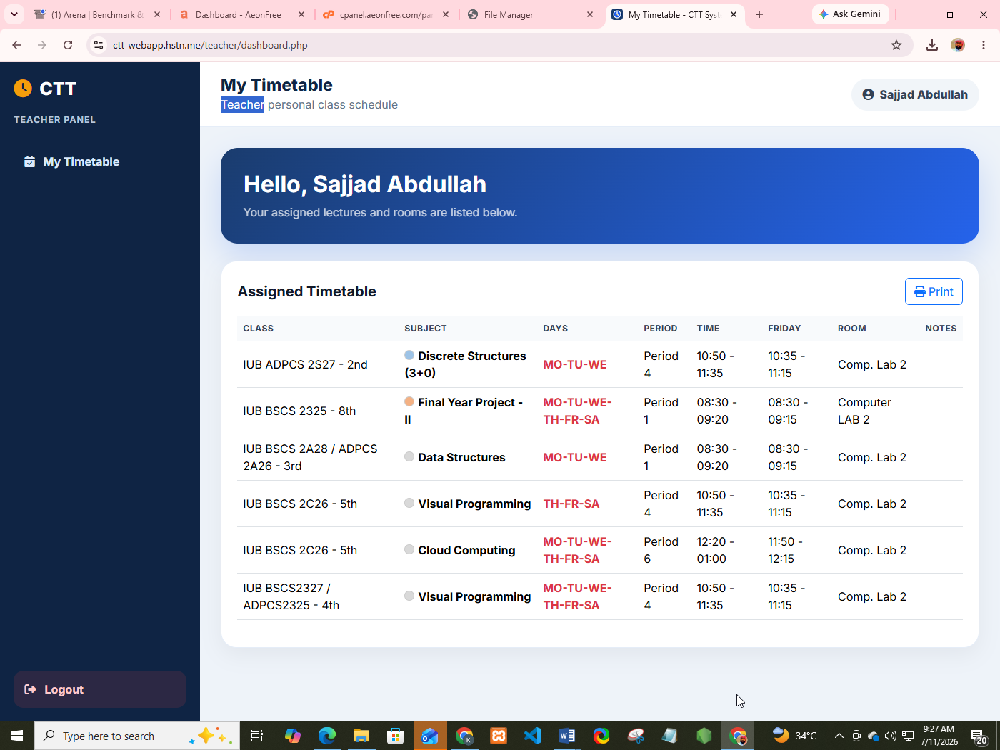 (1) Arena | Benchmark &
Dashboard - AeonFree
cpanel.aeonfree.com/pa
File Manager
My Timetable - CTT Syst
Ask Gemini
ctt-webapp.hstn.me/teacher/dashboard.php
CTT
TEACHER PANEL
My Timetable
Logout
My Timetable
Teacher personal class schedule
Sajjad Abdullah
Hello, Sajjad Abdullah
Your assigned lectures and rooms are listed below.
Assigned Timetable
Print
CLASS SUBJECT DAYS PERIOD TIME FRIDAY ROOM NOTES
IUB ADPCS 2S27 - 2nd Discrete Structures (3+0) MO-TU-WE Period 4 10:50 - 11:35 10:35 - 11:15 Comp. Lab 2
IUB BSCS 2325 - 8th Final Year Project - II MO-TU-WE-TH-FR-SA Period 1 08:30 - 09:20 08:30 - 09:15 Computer LAB 2
IUB BSCS 2A28 / ADPCS 2A26 - 3rd Data Structures MO-TU-WE Period 1 08:30 - 09:20 08:30 - 09:15 Comp. Lab 2
IUB BSCS 2C26 - 5th Visual Programming TH-FR-SA Period 4 10:50 - 11:35 10:35 - 11:15 Comp. Lab 2
IUB BSCS 2C26 - 5th Cloud Computing MO-TU-WE-TH-FR-SA Period 6 12:20 - 01:00 11:50 - 12:15 Comp. Lab 2
IUB BSCS2327 / ADPCS2325 - 4th Visual Programming MO-TU-WE-TH-FR-SA Period 4 10:50 - 11:35 10:35 - 11:15 Comp. Lab 2
Type here to search
34°C
9:27 AM
7/11/2026
20